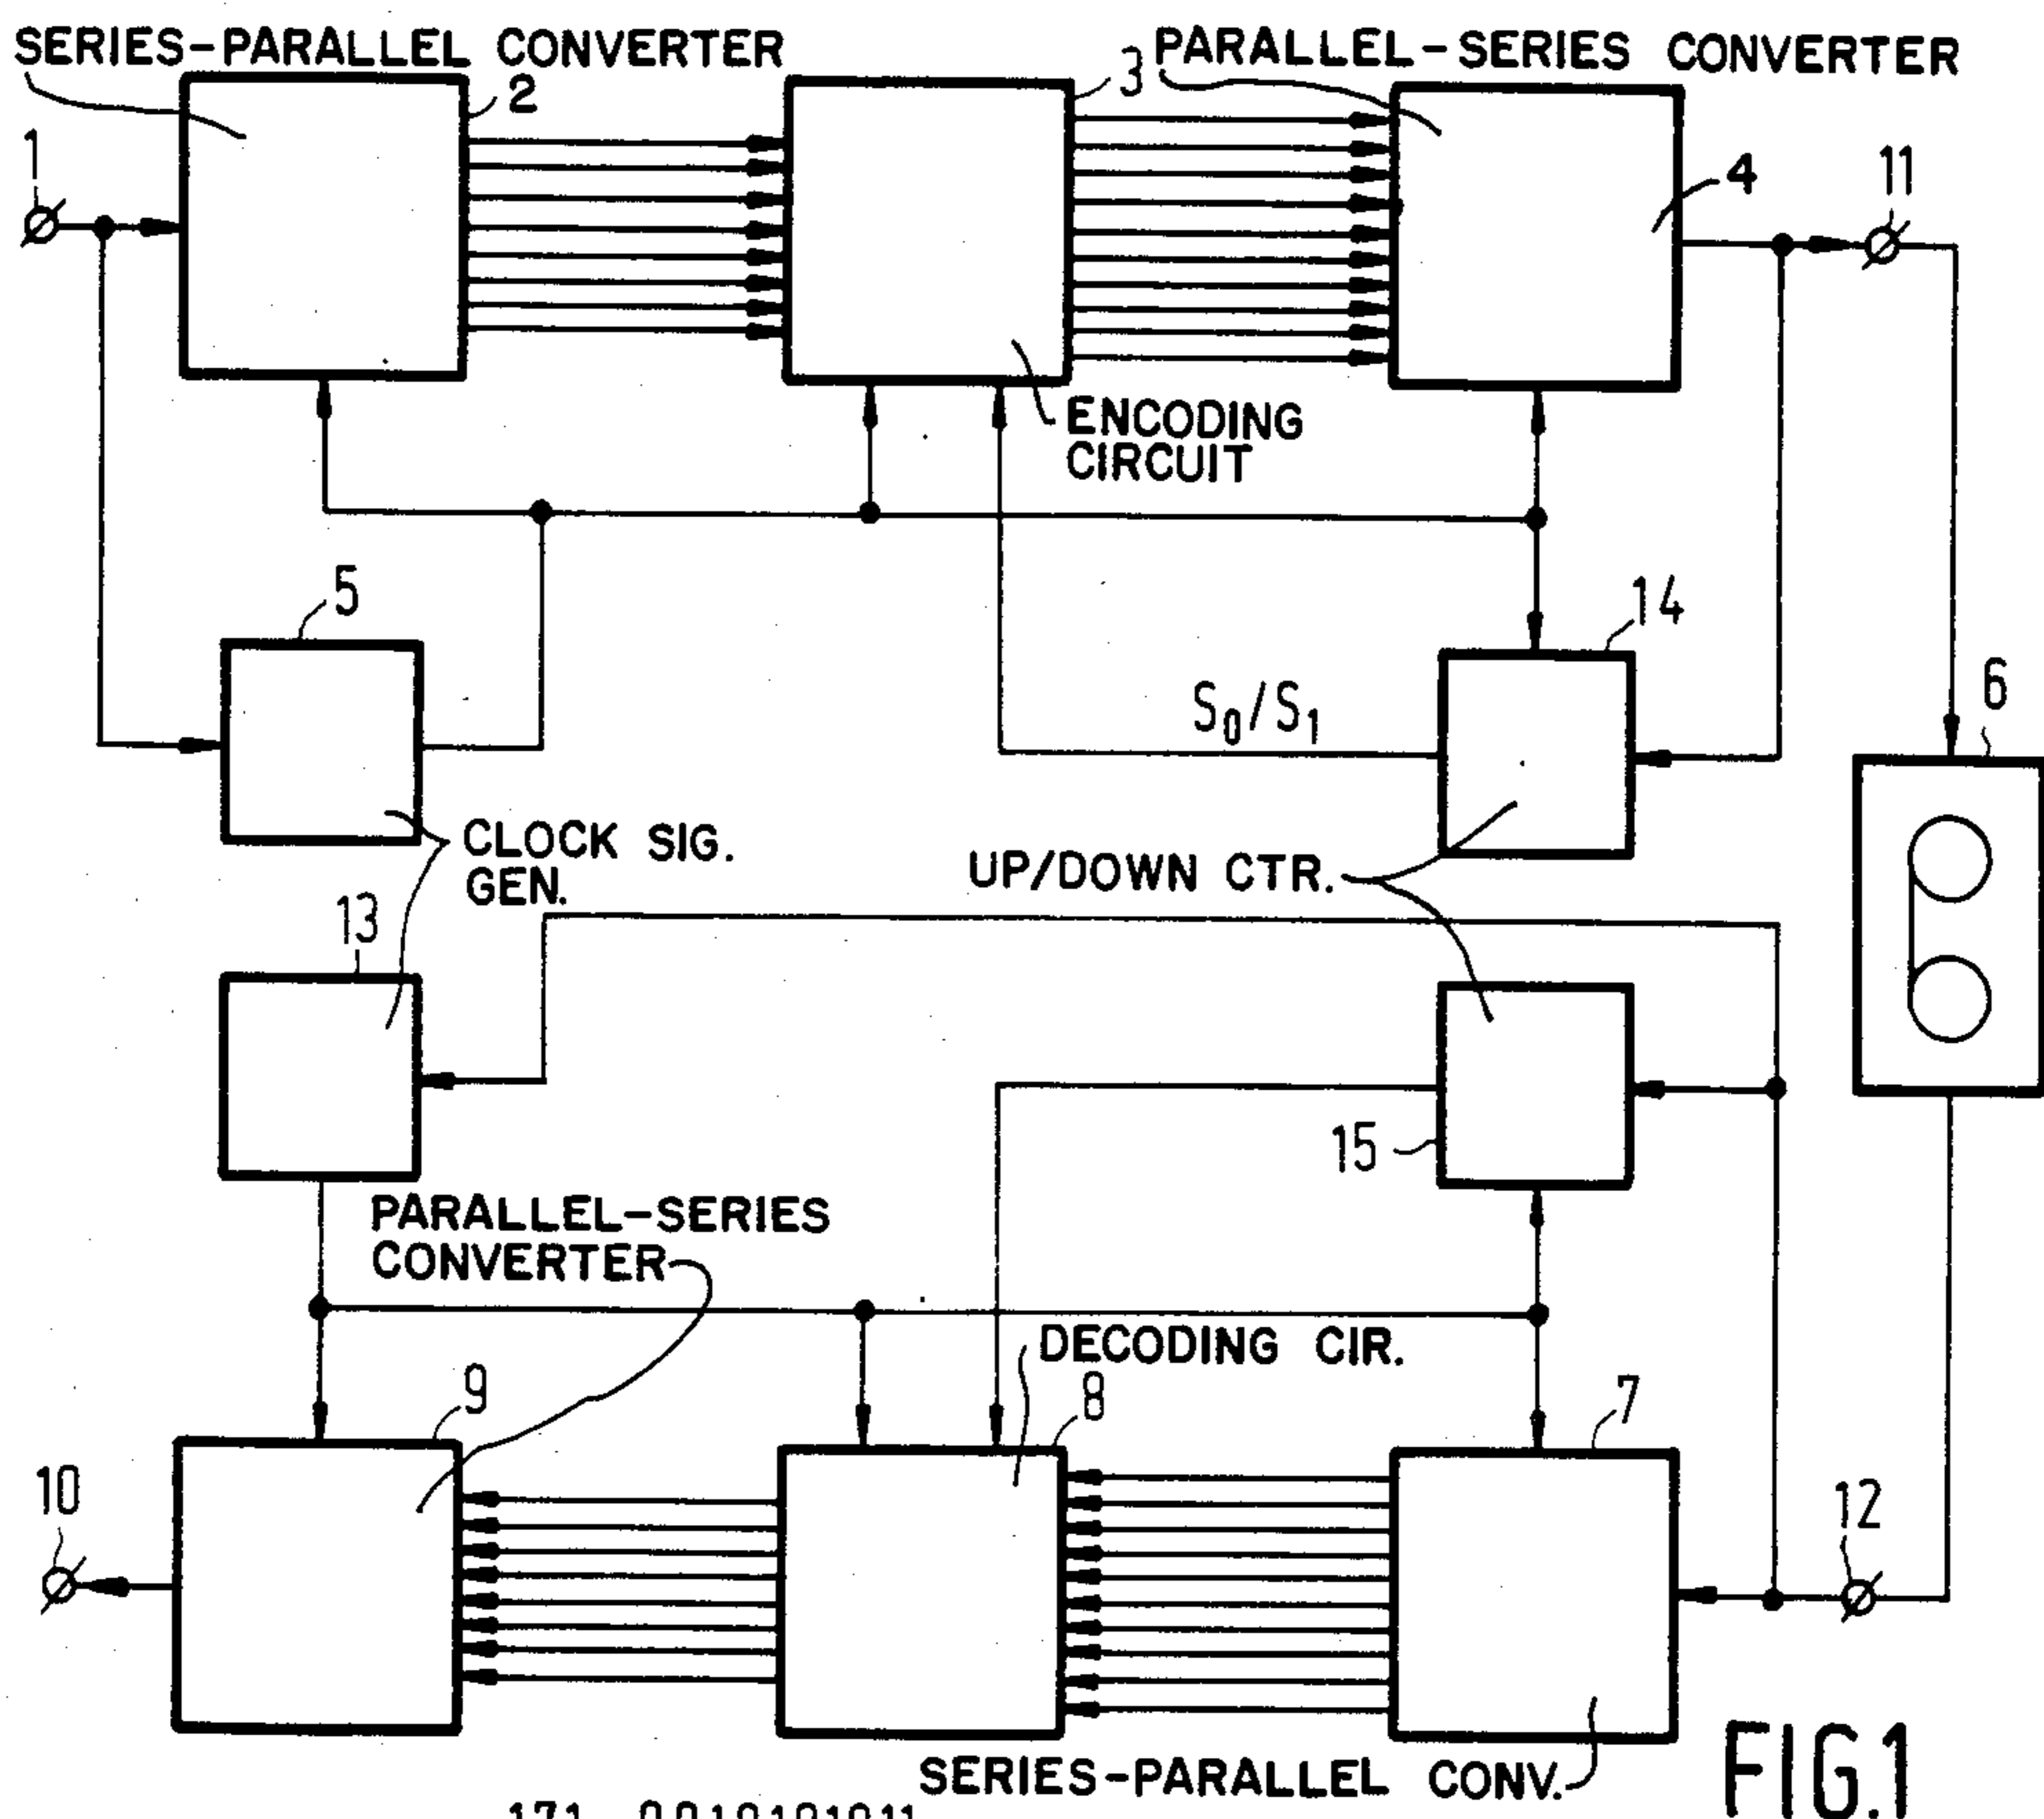 SERIES-PARALLEL CONVERTER
PARALLEL-SERIES CONVERTER
1
2
3
4
11
ENCODING
CIRCUIT
5
14
S0/S1
6
CLOCK SIG.
GEN.
UP/DOWN CTR.
13
15
PARALLEL-SERIES
CONVERTER
DECODING CIR.
9
8
7
10
12
SERIES-PARALLEL CONV.
FIG.1